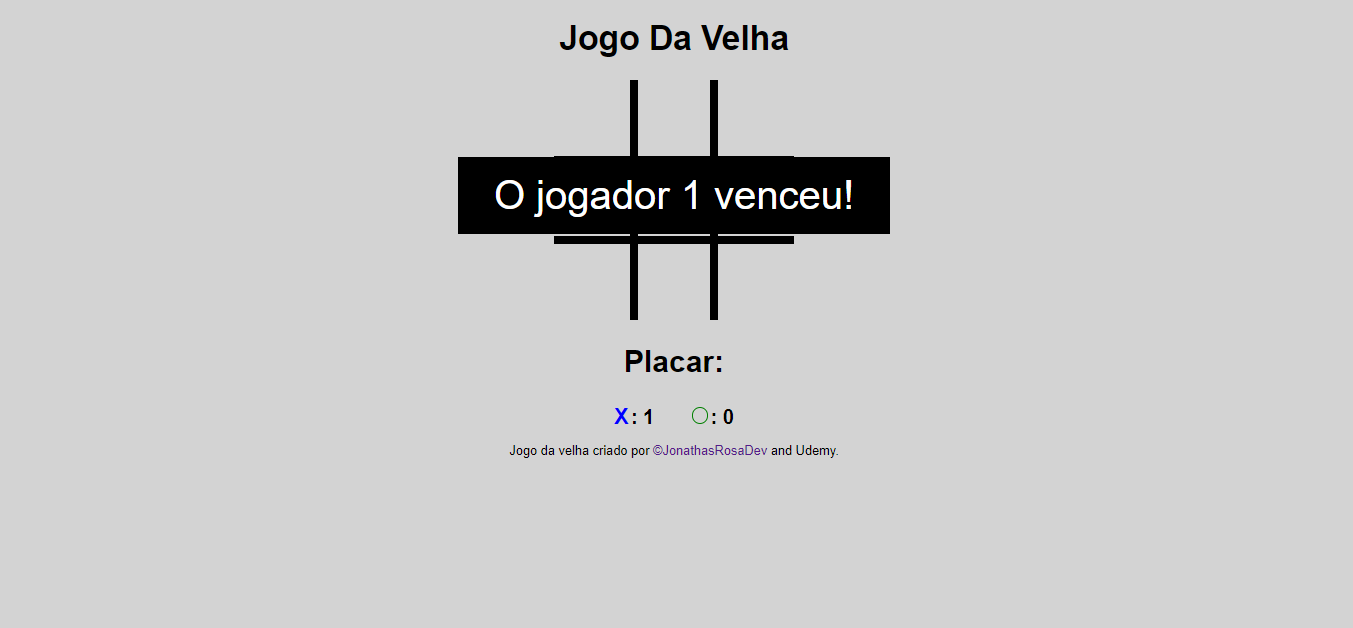 Jogo Da Velha
O jogador 1 venceu!
Placar:
X: 1 O: 0
Jogo da velha criado por ©JonathasRosaDev and Udemy.